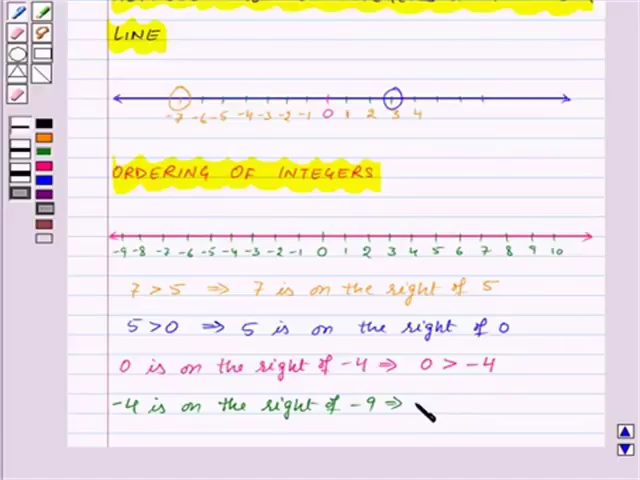 LINE
-7 -6 -5 -4 -3 -2 -1 0 1 2 3 4
ORDERING OF INTEGERS
-9 -8 -7 -6 -5 -4 -3 -2 -1 0 1 2 3 4 5 6 7 8 9 10
7 > 5 ⇒ 7 is on the right of 5
5 > 0 ⇒ 5 is on the right of 0
0 is on the right of -4 ⇒ 0 > -4
-4 is on the right of -9 ⇒